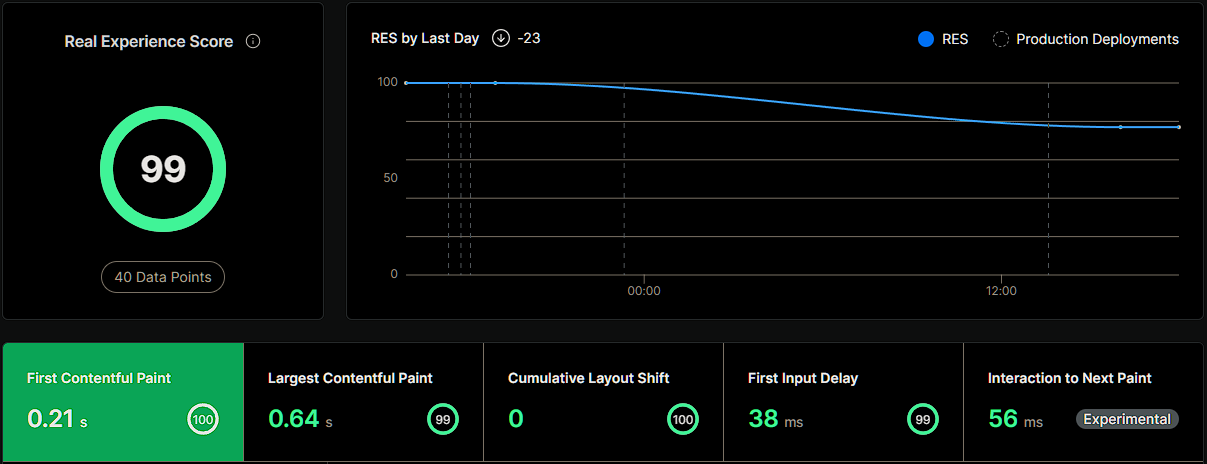 Real Experience Score
99
40 Data Points
RES by Last Day -23
RES Production Deployments
100
50
0
00:00 12:00
First Contentful Paint
0.21 s 100
Largest Contentful Paint
0.64 s 99
Cumulative Layout Shift
0 100
First Input Delay
38 ms 99
Interaction to Next Paint
56 ms Experimental